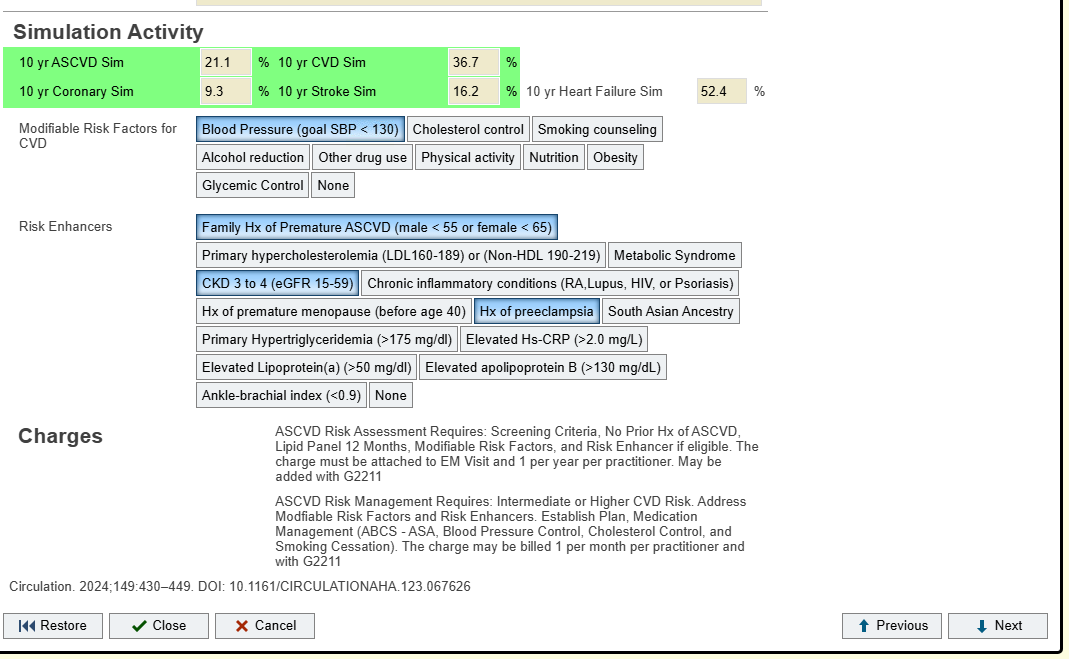 Simulation Activity
10 yr ASCVD Sim 21.1 % 10 yr CVD Sim 36.7 %
10 yr Coronary Sim 9.3 % 10 yr Stroke Sim 16.2 % 10 yr Heart Failure Sim 52.4 %
Modifiable Risk Factors for
CVD
Blood Pressure (goal SBP < 130) Cholesterol control Smoking counseling
Alcohol reduction Other drug use Physical activity Nutrition Obesity
Glycemic Control None
Risk Enhancers
Family Hx of Premature ASCVD (male < 55 or female < 65)
Primary hypercholesterolemia (LDL160-189) or (Non-HDL 190-219) Metabolic Syndrome
CKD 3 to 4 (eGFR 15-59) Chronic inflammatory conditions (RA,Lupus, HIV, or Psoriasis)
Hx of premature menopause (before age 40) Hx of preeclampsia South Asian Ancestry
Primary Hypertriglyceridemia (>175 mg/dl) Elevated Hs-CRP (>2.0 mg/L)
Elevated Lipoprotein(a) (>50 mg/dl) Elevated apolipoprotein B (>130 mg/dL)
Ankle-brachial index (<0.9) None
Charges
ASCVD Risk Assessment Requires: Screening Criteria, No Prior Hx of ASCVD,
Lipid Panel 12 Months, Modifiable Risk Factors, and Risk Enhancer if eligible. The
charge must be attached to EM Visit and 1 per year per practitioner. May be
added with G2211
ASCVD Risk Management Requires: Intermediate or Higher CVD Risk. Address
Modfiable Risk Factors and Risk Enhancers. Establish Plan, Medication
Management (ABCS - ASA, Blood Pressure Control, Cholesterol Control, and
Smoking Cessation). The charge may be billed 1 per month per practitioner and
with G2211
Circulation. 2024;149:430–449. DOI: 10.1161/CIRCULATIONAHA.123.067626
Restore Close Cancel Previous Next